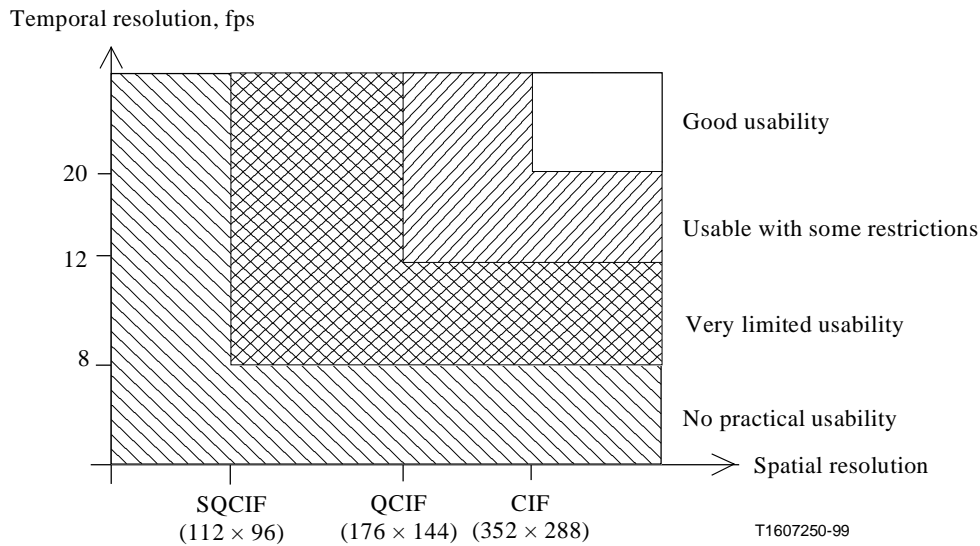 Temporal resolution, fps
Good usability
20
Usable with some restrictions
12
Very limited usability
8
No practical usability
Spatial resolution
SQCIF
(112 × 96)
QCIF
(176 × 144)
CIF
(352 × 288)
T1607250-99